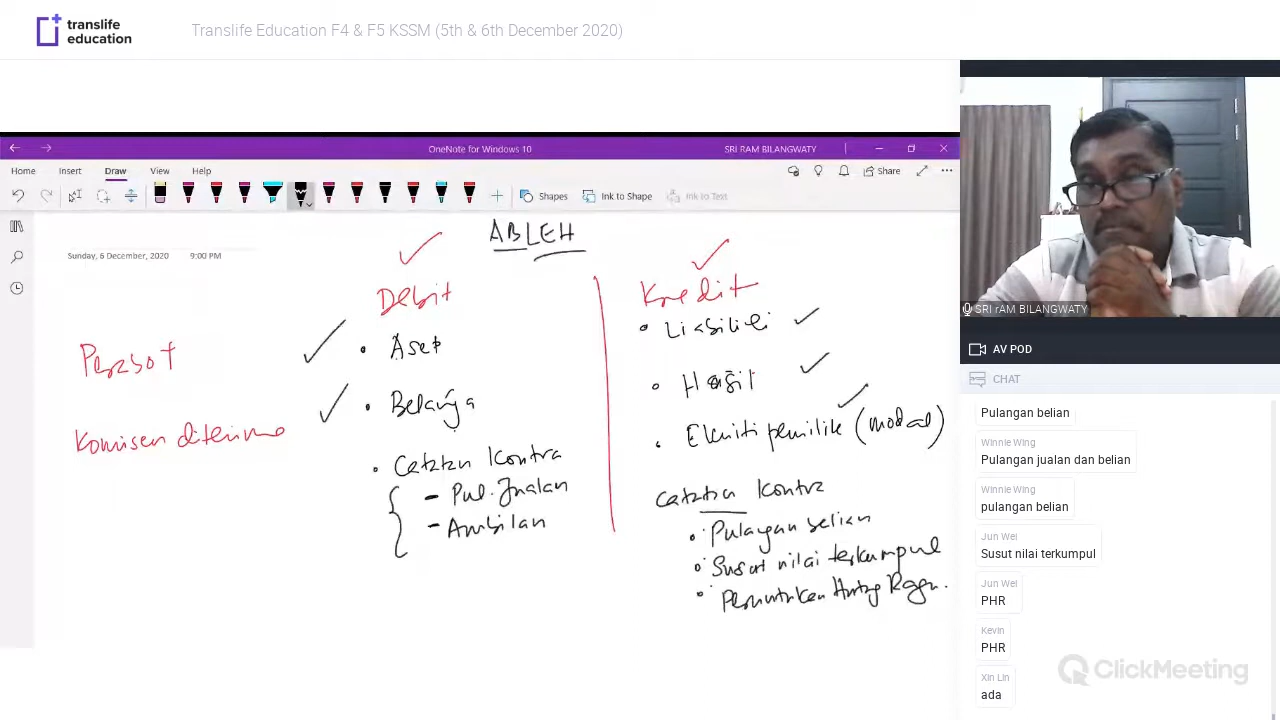 translife
education
Translife Education F4 & F5 KSSM (5th & 6th December 2020)
OneNote for Windows 10
SRI RAM BILANGWATY
Home Insert Draw View Help
Share
Shapes Ink to Shape Ink to Text
Sunday, 6 December, 2020 9:00 PM
ABLEH
Debit
Perabot
• Aset
Komisen diterima
• Belanja
• Catatan Kontra
- Pul. Jualan
- Ambilan
Kredit
• Liabiliti
• Hasil
• Ekuiti pemilik (modal)
Catatan Kontra
• Pulangan belian
• Susut nilai terkumpul
• Peruntukan Hutang Ragu.
SRI rAM BILANGWATY
AV POD
CHAT
Pulangan belian
Winnie Wing
Pulangan jualan dan belian
Winnie Wing
pulangan belian
Jun Wei
Susut nilai terkumpul
Jun Wei
PHR
Kevin
PHR
Xin Lin
ada
ClickMeeting